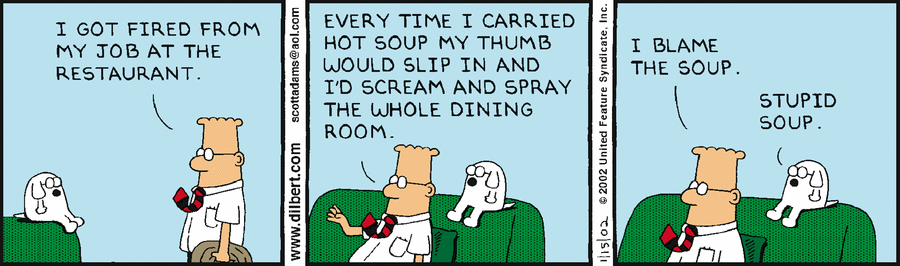 I GOT FIRED FROM
MY JOB AT THE
RESTAURANT.
www.dilbert.com
scottadams@aol.com
EVERY TIME I CARRIED
HOT SOUP MY THUMB
WOULD SLIP IN AND
I'D SCREAM AND SPRAY
THE WHOLE DINING
ROOM.
1/15/02 © 2002 United Feature Syndicate, Inc.
I BLAME
THE SOUP.
STUPID
SOUP.